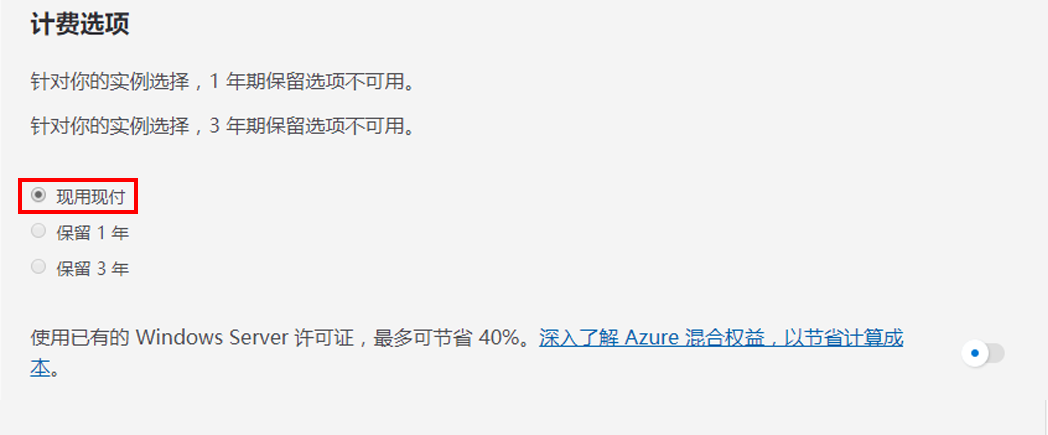 计费选项
针对你的实例选择，1 年期保留选项不可用。
针对你的实例选择，3 年期保留选项不可用。
现用现付
保留 1 年
保留 3 年
使用已有的 Windows Server 许可证，最多可节省 40%。深入了解 Azure 混合权益，以节省计算成
本。